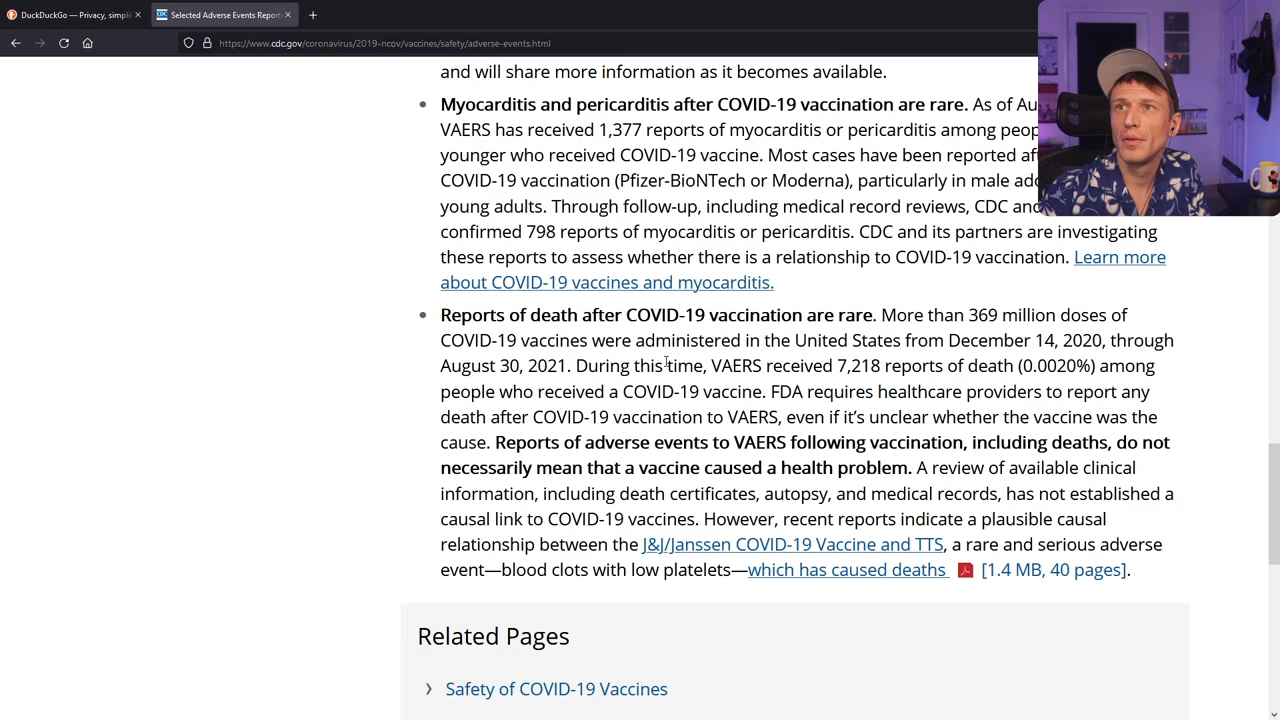 DuckDuckGo — Privacy, simpli
Selected Adverse Events Report
https://www.cdc.gov/coronavirus/2019-ncov/vaccines/safety/adverse-events.html
and will share more information as it becomes available.
Myocarditis and pericarditis after COVID-19 vaccination are rare. As of Au
VAERS has received 1,377 reports of myocarditis or pericarditis among peop
younger who received COVID-19 vaccine. Most cases have been reported af
COVID-19 vaccination (Pfizer-BioNTech or Moderna), particularly in male ado
young adults. Through follow-up, including medical record reviews, CDC and
confirmed 798 reports of myocarditis or pericarditis. CDC and its partners are investigating
these reports to assess whether there is a relationship to COVID-19 vaccination. Learn more
about COVID-19 vaccines and myocarditis.
Reports of death after COVID-19 vaccination are rare. More than 369 million doses of
COVID-19 vaccines were administered in the United States from December 14, 2020, through
August 30, 2021. During this time, VAERS received 7,218 reports of death (0.0020%) among
people who received a COVID-19 vaccine. FDA requires healthcare providers to report any
death after COVID-19 vaccination to VAERS, even if it’s unclear whether the vaccine was the
cause. Reports of adverse events to VAERS following vaccination, including deaths, do not
necessarily mean that a vaccine caused a health problem. A review of available clinical
information, including death certificates, autopsy, and medical records, has not established a
causal link to COVID-19 vaccines. However, recent reports indicate a plausible causal
relationship between the J&J/Janssen COVID-19 Vaccine and TTS, a rare and serious adverse
event—blood clots with low platelets—which has caused deaths [1.4 MB, 40 pages].
Related Pages
Safety of COVID-19 Vaccines